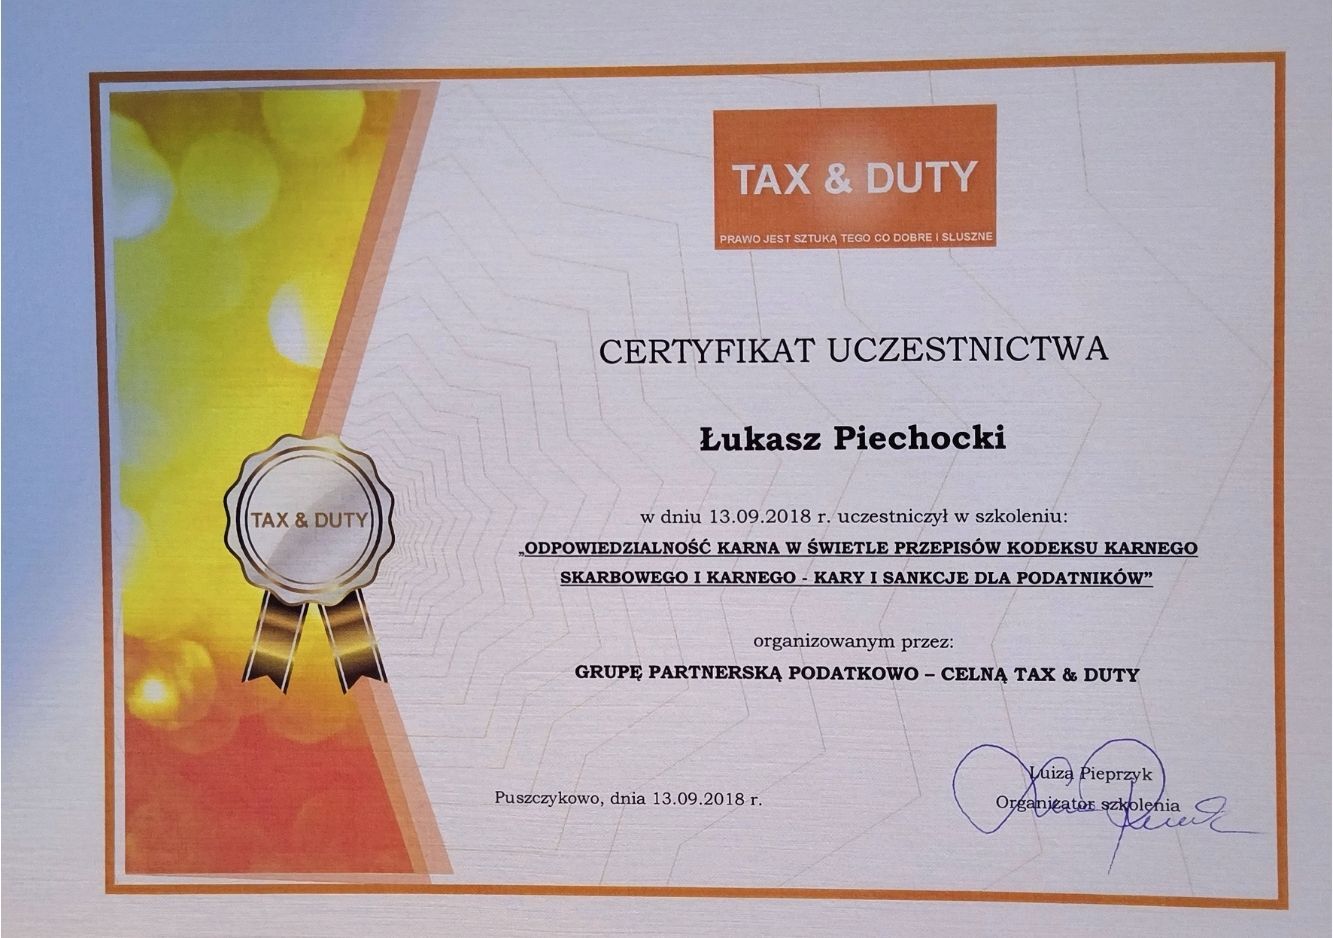 TAX & DUTY
PRAWO JEST SZTUKĄ TEGO CO DOBRE I SŁUSZNE
CERTYFIKAT UCZESTNICTWA
Łukasz Piechocki
w dniu 13.09.2018 r. uczestniczył w szkoleniu:
„ODPOWIEDZIALNOŚĆ KARNA W ŚWIETLE PRZEPISÓW KODEKSU KARNEGO
SKARBOWEGO I KARNEGO - KARY I SANKCJE DLA PODATNIKÓW”
TAX & DUTY
organizowanym przez:
GRUPĘ PARTNERSKĄ PODATKOWO – CELNĄ TAX & DUTY
Luiza Pieprzyk
Puszczykowo, dnia 13.09.2018 r.
Organizator szkolenia